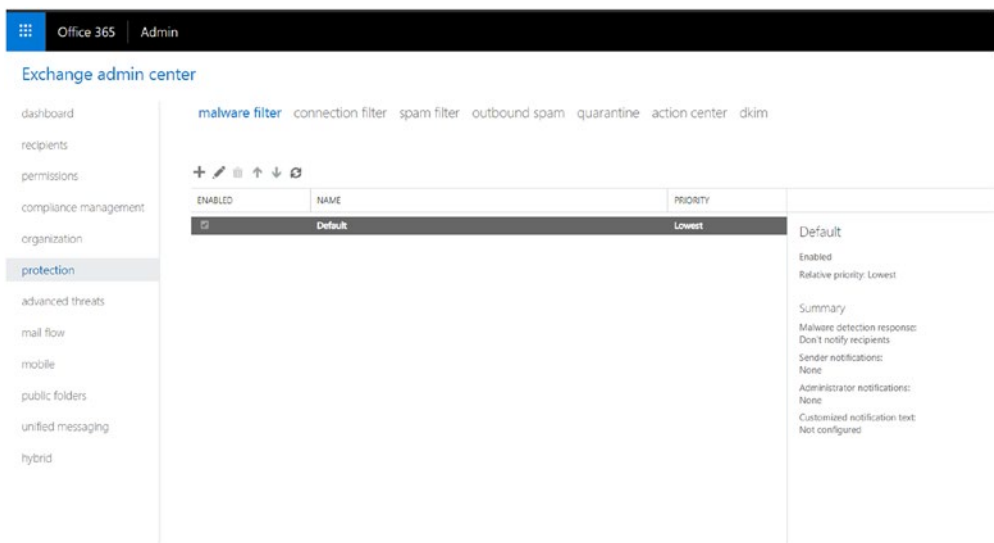 Office 365 Admin
Exchange admin center
dashboard
recipients
permissions
compliance management
organization
protection
advanced threats
mail flow
mobile
public folders
unified messaging
hybrid
malware filter connection filter spam filter outbound spam quarantine action center dkim
ENABLED NAME PRIORITY
Default Lowest
Default
Enabled
Relative priority: Lowest
Summary
Malware detection response:
Don't notify recipients
Sender notifications:
None
Administrator notifications:
None
Customized notification text:
Not configured